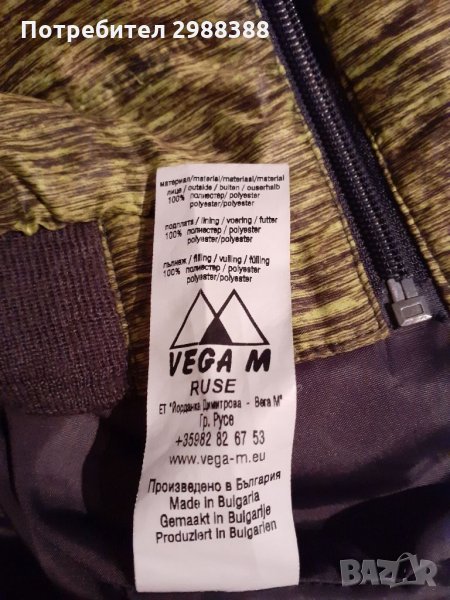 Потребител 2988388
материал/material/materiaal/material
лице / outside / buiten / ouserhalb
100% полиестер/ polyester
polyester/polyester
подплата / lining / voering / futter
100% полиестер / polyester
polyester/polyester
пълнаж / filling / vulling / fülling
100% полиестер / polyester
polyester/polyester
VEGA M
RUSE
ЕТ "Йорданка Димитрова - Вега М"
Гр. Русе
+35982 82 67 53
www.vega-m.eu
Произведено в България
Made in Bulgaria
Gemaakt in Bulgarije
Produziert in Bulgarien
BAZAR